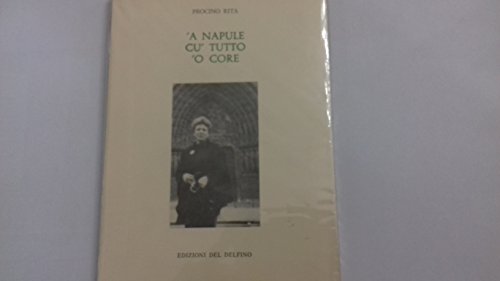 PROCINO RITA
'A NAPULE
CU' TUTTO
'O CORE
EDIZIONI DEL DELFINO